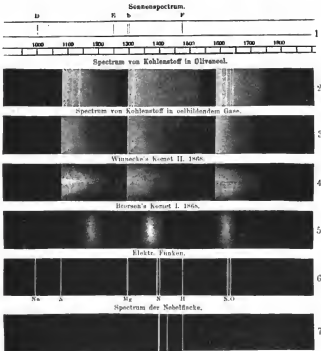 Sonnenspectrum.
D E b F
1
1000 1100 1200 1300 1400 1500 1600 1700 1800
Spectrum von Kohlenstoff in Olivenoel.
2
Spectrum von Kohlenstoff in oelbildendem Gase.
3
Winnecke's Komet II. 1868.
4
Brorsen's Komet I. 1868.
5
Elektr. Funken.
6
Na Mg N H N.O
Spectrum der Nebelflecke.
7